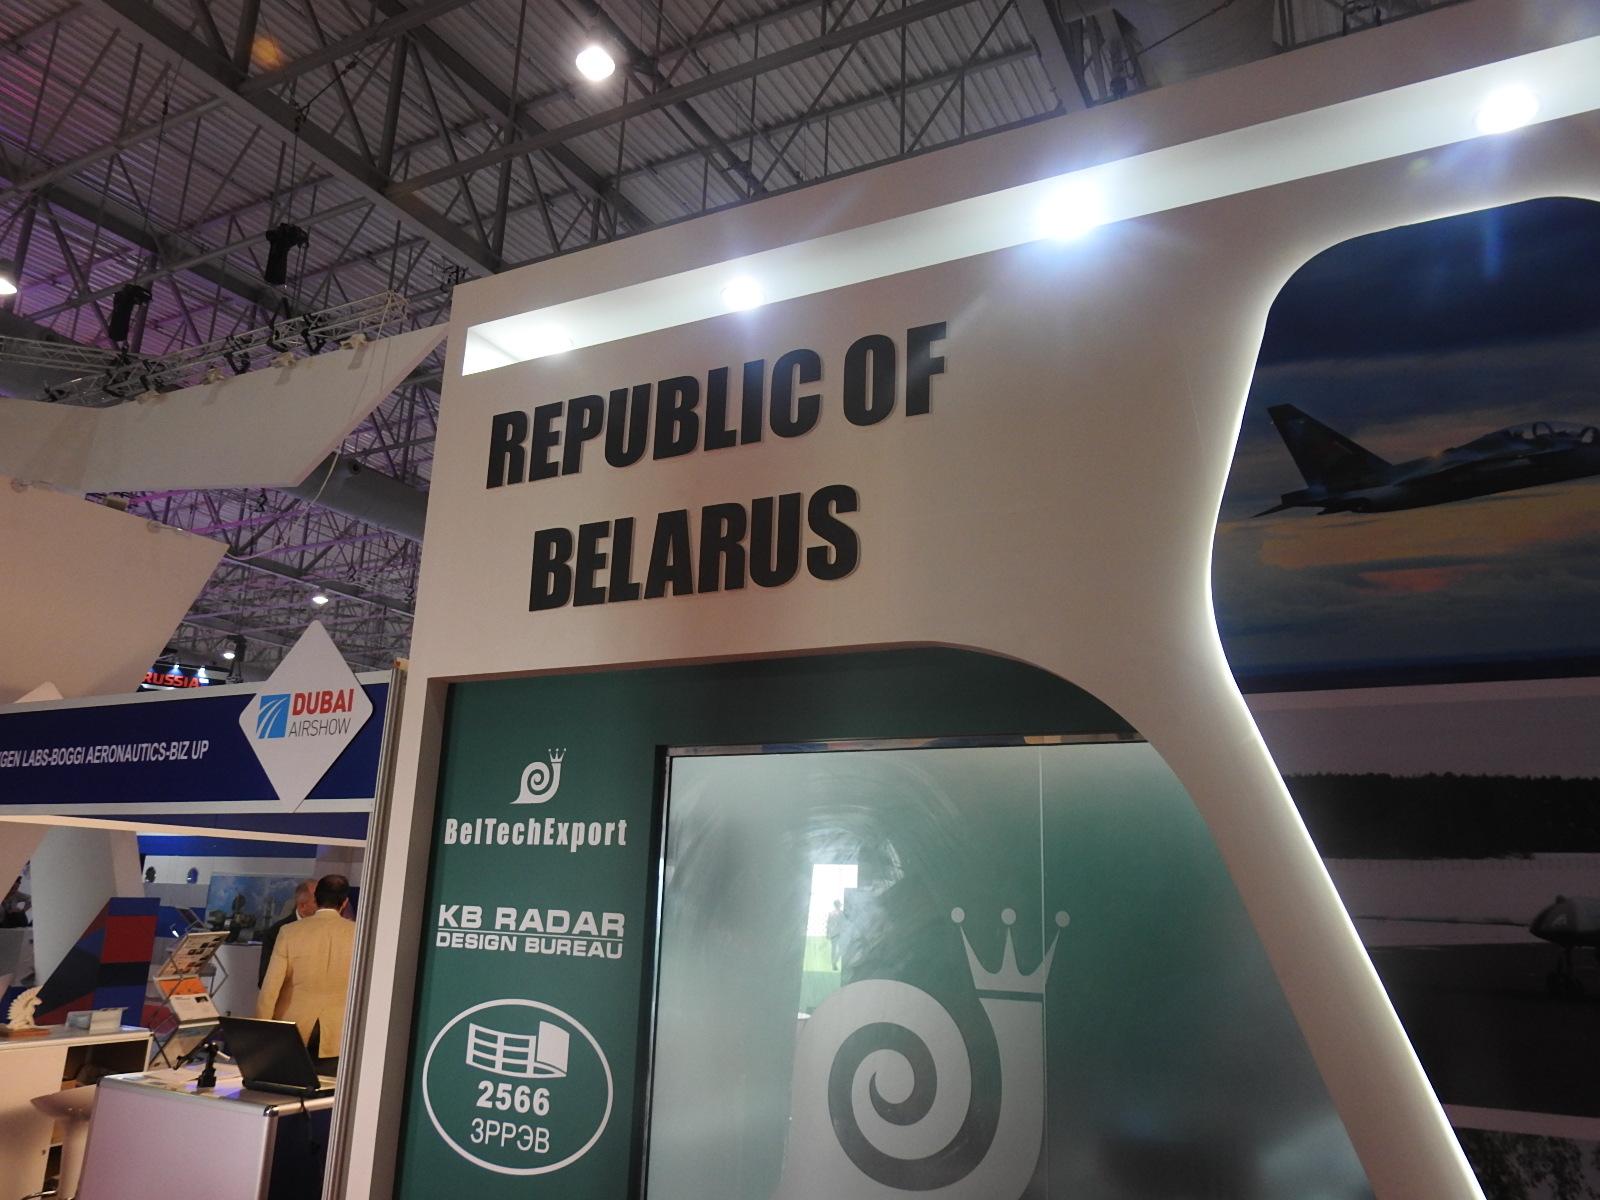 REPUBLIC OF
BELARUS
RUSSIA
DUBAI
AIRSHOW
GEN LABS-BOGGI AERONAUTICS-BIZ UP
BelTechExport
KB RADAR
DESIGN BUREAU
2566
ЗРРЭВ